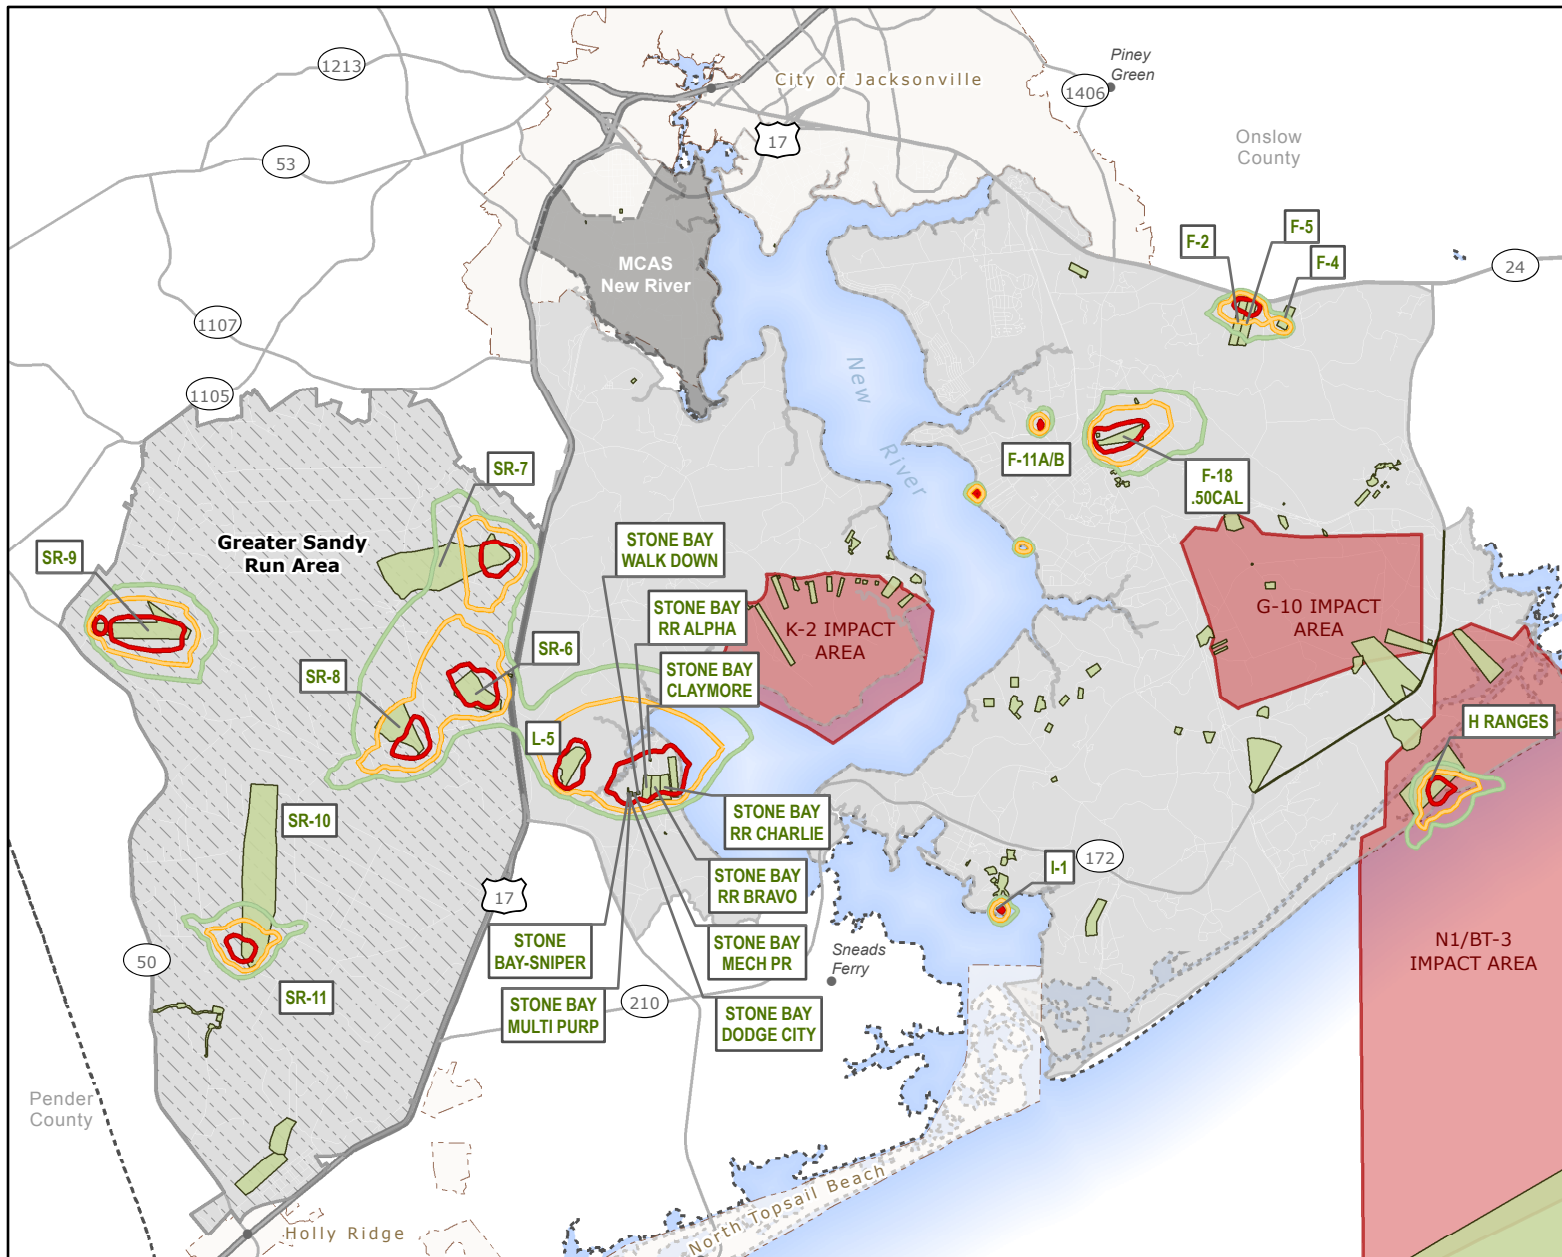 1213
Piney
Green
City of Jacksonville
1406
17
53
Onslow
County
F-5
F-2
F-4
24
MCAS
New River
1107
New
River
1105
F-11A/B
F-18
.50CAL
SR-7
Greater Sandy
Run Area
STONE BAY
WALK DOWN
SR-9
STONE BAY
RR ALPHA
K-2 IMPACT
AREA
G-10 IMPACT
AREA
SR-6
SR-8
STONE BAY
CLAYMORE
H RANGES
L-5
SR-10
STONE BAY
RR CHARLIE
172
I-1
17
STONE BAY
RR BRAVO
STONE
BAY-SNIPER
STONE BAY
MECH PR
Sneads
Ferry
N1/BT-3
IMPACT AREA
50
SR-11
210
STONE BAY
MULTI PURP
STONE BAY
DODGE CITY
Pender
County
North Topsail Beach
Holly Ridge